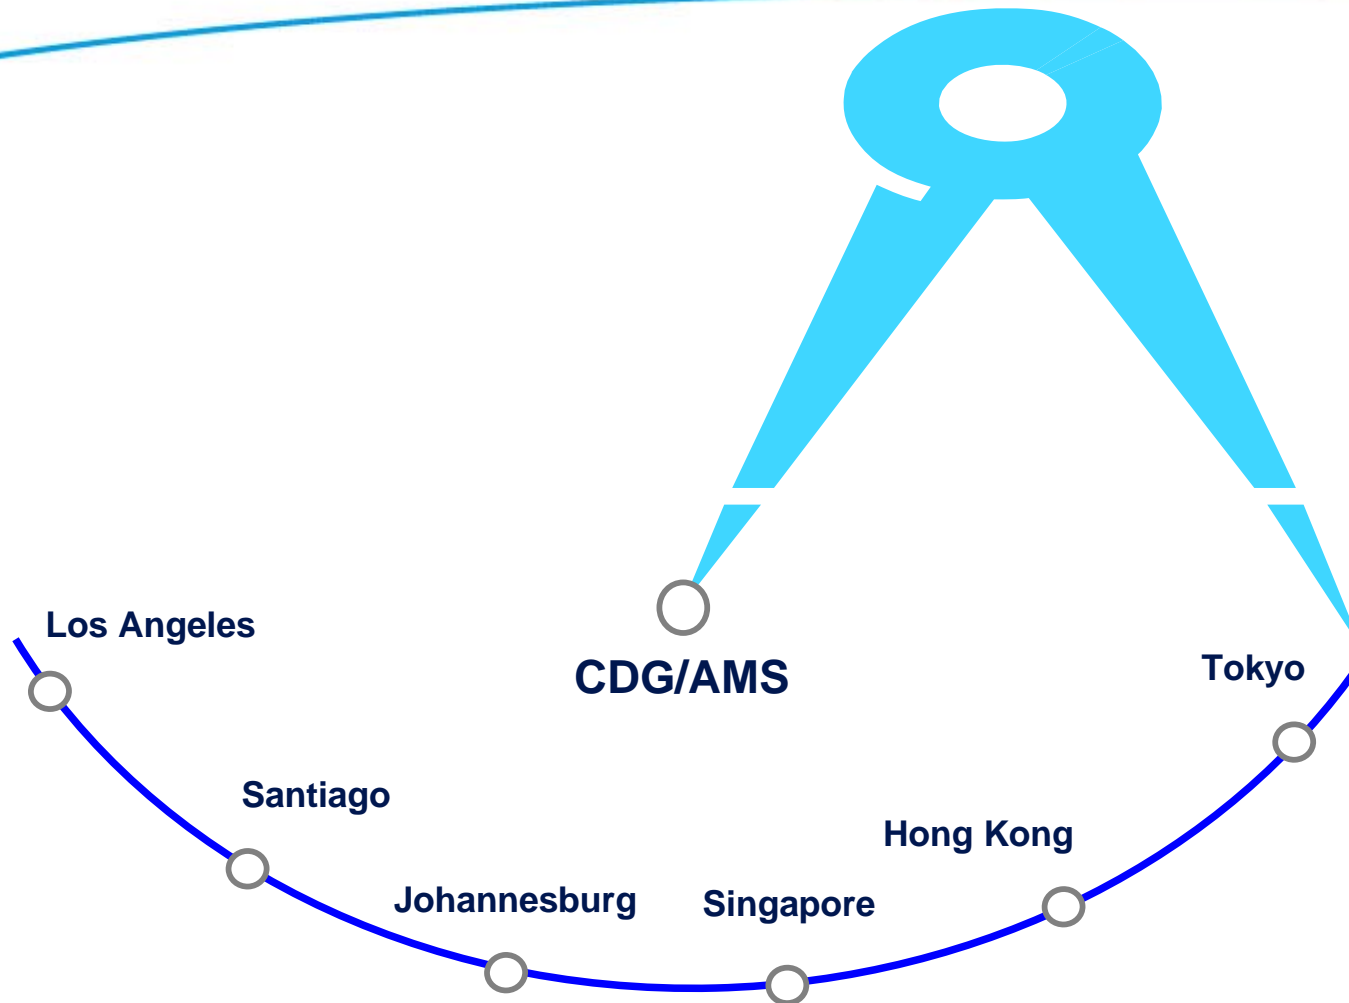 Los Angeles
CDG/AMS
Tokyo
Santiago
Hong Kong
Johannesburg
Singapore